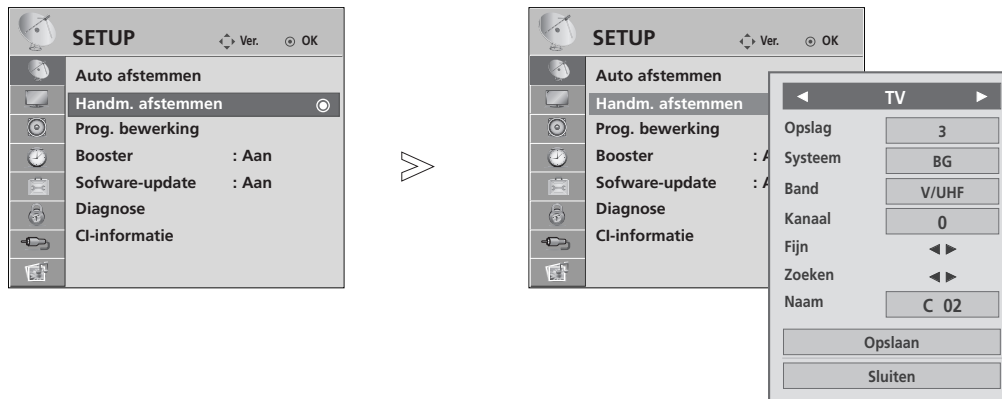 SETUP Ver. OK
Auto afstemmen
Handm. afstemmen
Prog. bewerking
Booster : Aan
Sofware-update : Aan
Diagnose
CI-informatie
SETUP Ver. OK
Auto afstemmen
Handm. afstemmen
Prog. bewerking
Booster : A
Sofware-update : A
Diagnose
CI-informatie
◄ TV ►
Opslag 3
Systeem BG
Band V/UHF
Kanaal 0
Fijn ◄ ►
Zoeken ◄ ►
Naam C 02
Opslaan
Sluiten